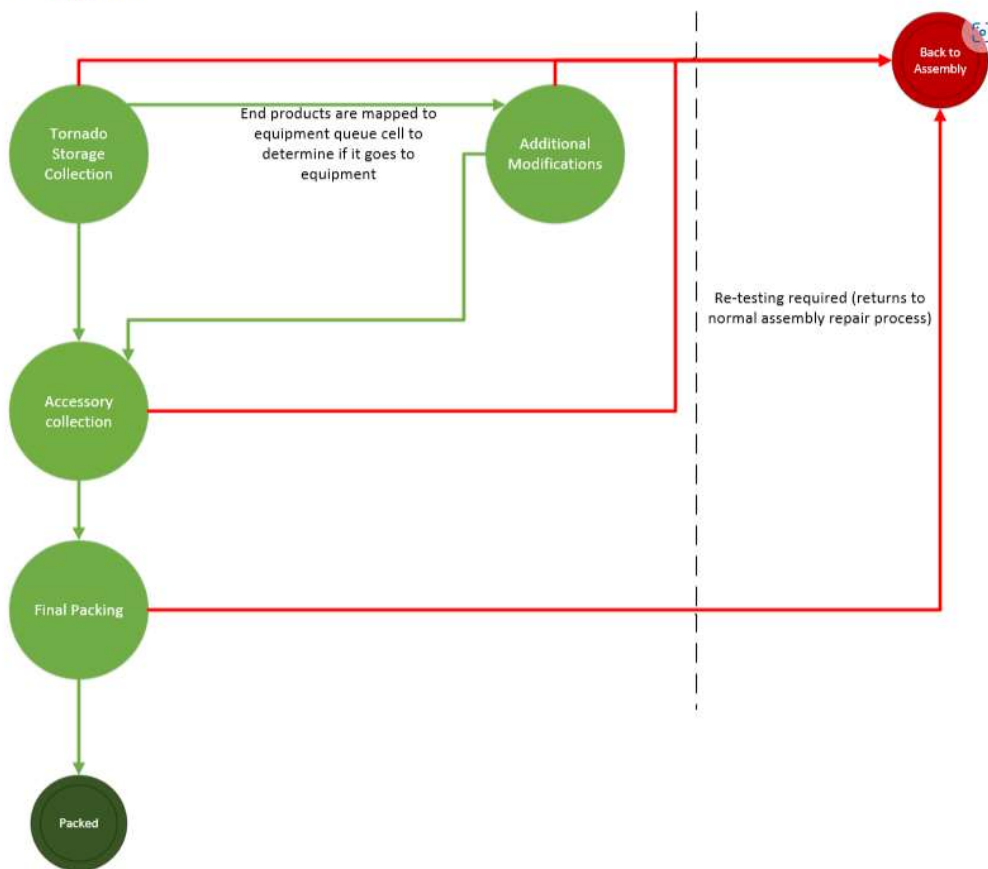 Back to
Assembly
Tornado
Storage
Collection
End products are mapped to
equipment queue cell to
determine if it goes to
equipment
Additional
Modifications
Re-testing required (returns to
normal assembly repair process)
Accessory
collection
Final Packing
Packed